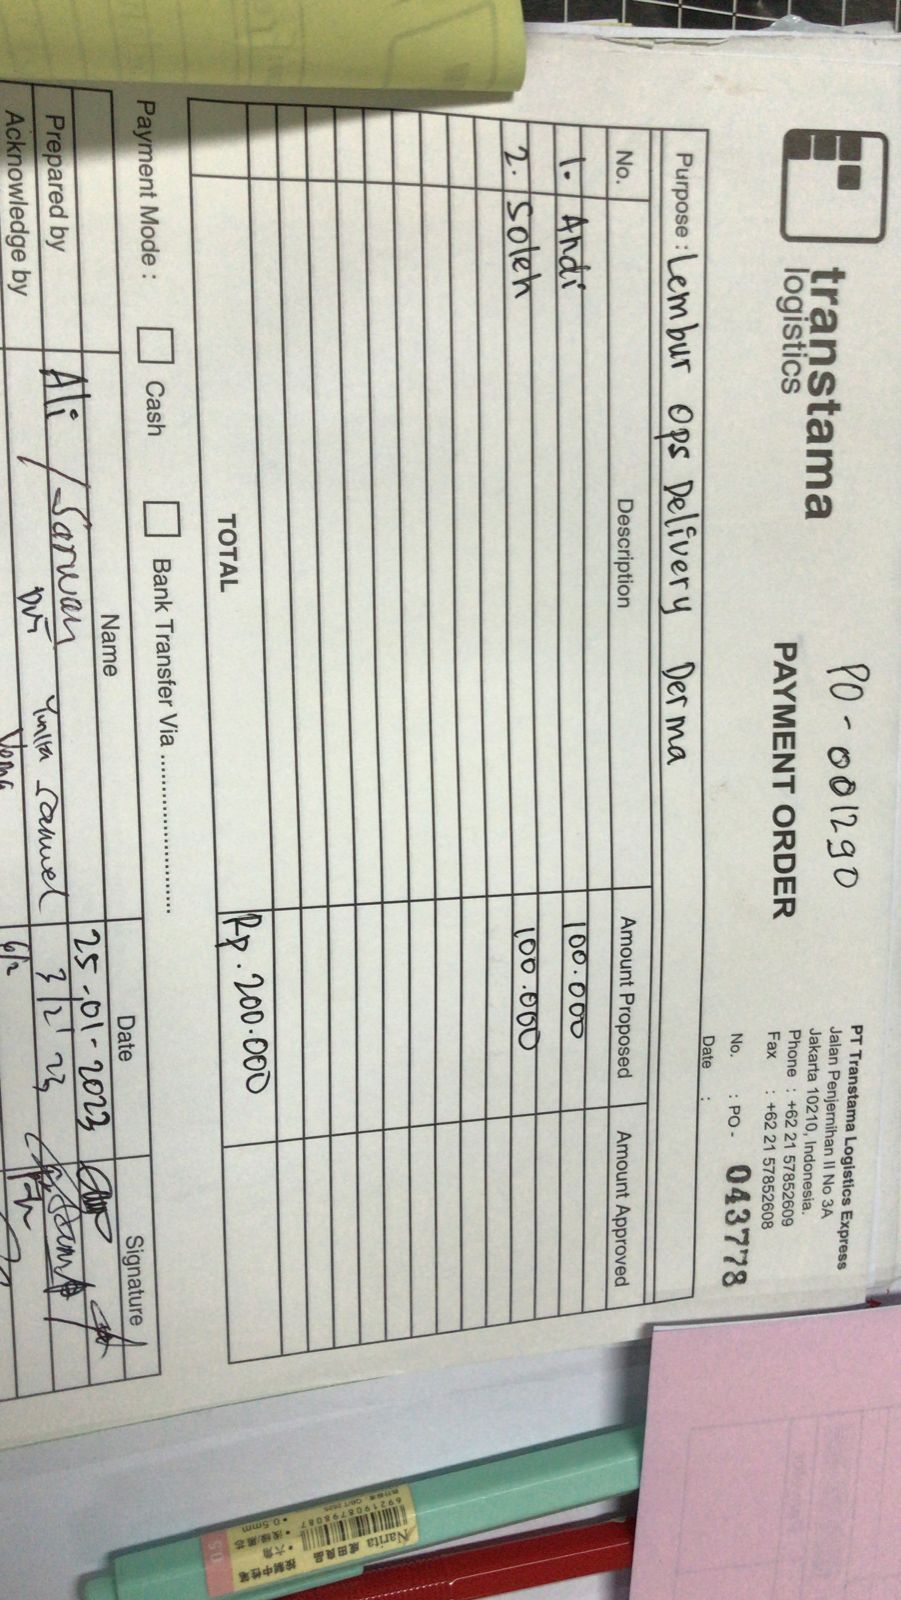 transtama
logistics
PO-001290
PAYMENT ORDER
PT Transtama Logistics Express
Jalan Penjernihan II No 3A
Jakarta 10210, Indonesia.
Phone : +62 21 57852609
Fax : +62 21 57852608
No. : PO - 043778
Date :
Purpose : Lembur Ops Delivery Derma
No. Description Amount Proposed Amount Approved
1. Andi 100.000
2. Soleh 100.000
TOTAL Rp. 200.000
Payment Mode : Cash Bank Transfer Via ........................
Name Date Signature
Prepared by Ali / Sarwan 25-01-2023
Acknowledge by 3/2'23
6/2
Narita
6921908798087
• 0.5mm
0.5